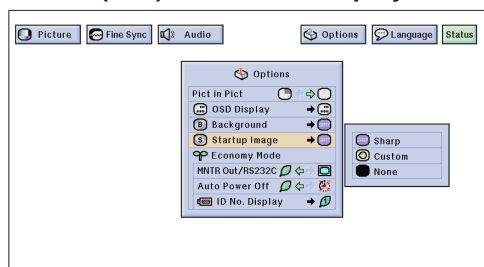 Picture Fine Sync Audio Options Language Status
Options
Pict in Pict
OSD Display
B Background
S Startup Image
Economy Mode
MNTR Out/RS232C
Auto Power Off
ID No. Display 1
Sharp
Custom
None